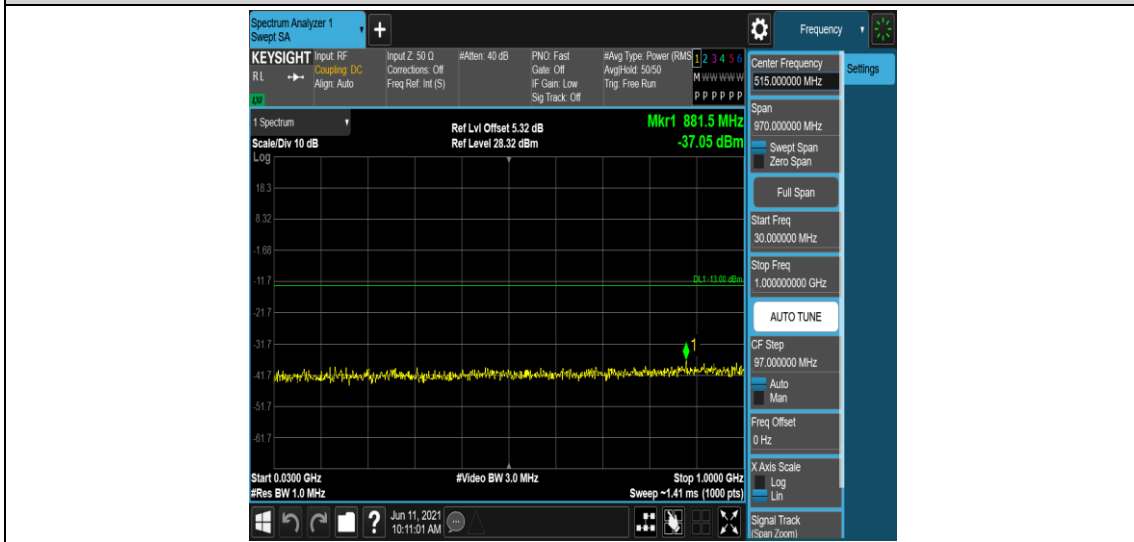 Spectrum Analyzer 1
Swept SA
+
Frequency
KEYSIGHT
Input: RF
Input Z: 50 Ω
#Atten: 40 dB
PNO: Fast
#Avg Type: Power (RMS
1 2 3 4 5 6
RL
Coupling: DC
Corrections: Off
Gate: Off
Avg|Hold: 50/50
M W W W W W
Align: Auto
Freq Ref: Int (S)
IF Gain: Low
Trig: Free Run
Sig Track: Off
P P P P P P
LXI
1 Spectrum
Ref Lvl Offset 5.32 dB
Mkr1 881.5 MHz
Scale/Div 10 dB
Ref Level 28.32 dBm
-37.05 dBm
Log
18.3
8.32
-1.68
-11.7
DL1 -13.00 dBm
-21.7
-31.7
1
-41.7
-51.7
-61.7
Start 0.0300 GHz
#Video BW 3.0 MHz
Stop 1.0000 GHz
#Res BW 1.0 MHz
Sweep ~1.41 ms (1000 pts)
Center Frequency
515.000000 MHz
Settings
Span
970.000000 MHz
Swept Span
Zero Span
Full Span
Start Freq
30.000000 MHz
Stop Freq
1.000000000 GHz
AUTO TUNE
CF Step
97.000000 MHz
Auto
Man
Freq Offset
0 Hz
X Axis Scale
Log
Lin
Signal Track
(Span Zoom)
?
Jun 11, 2021
10:11:01 AM